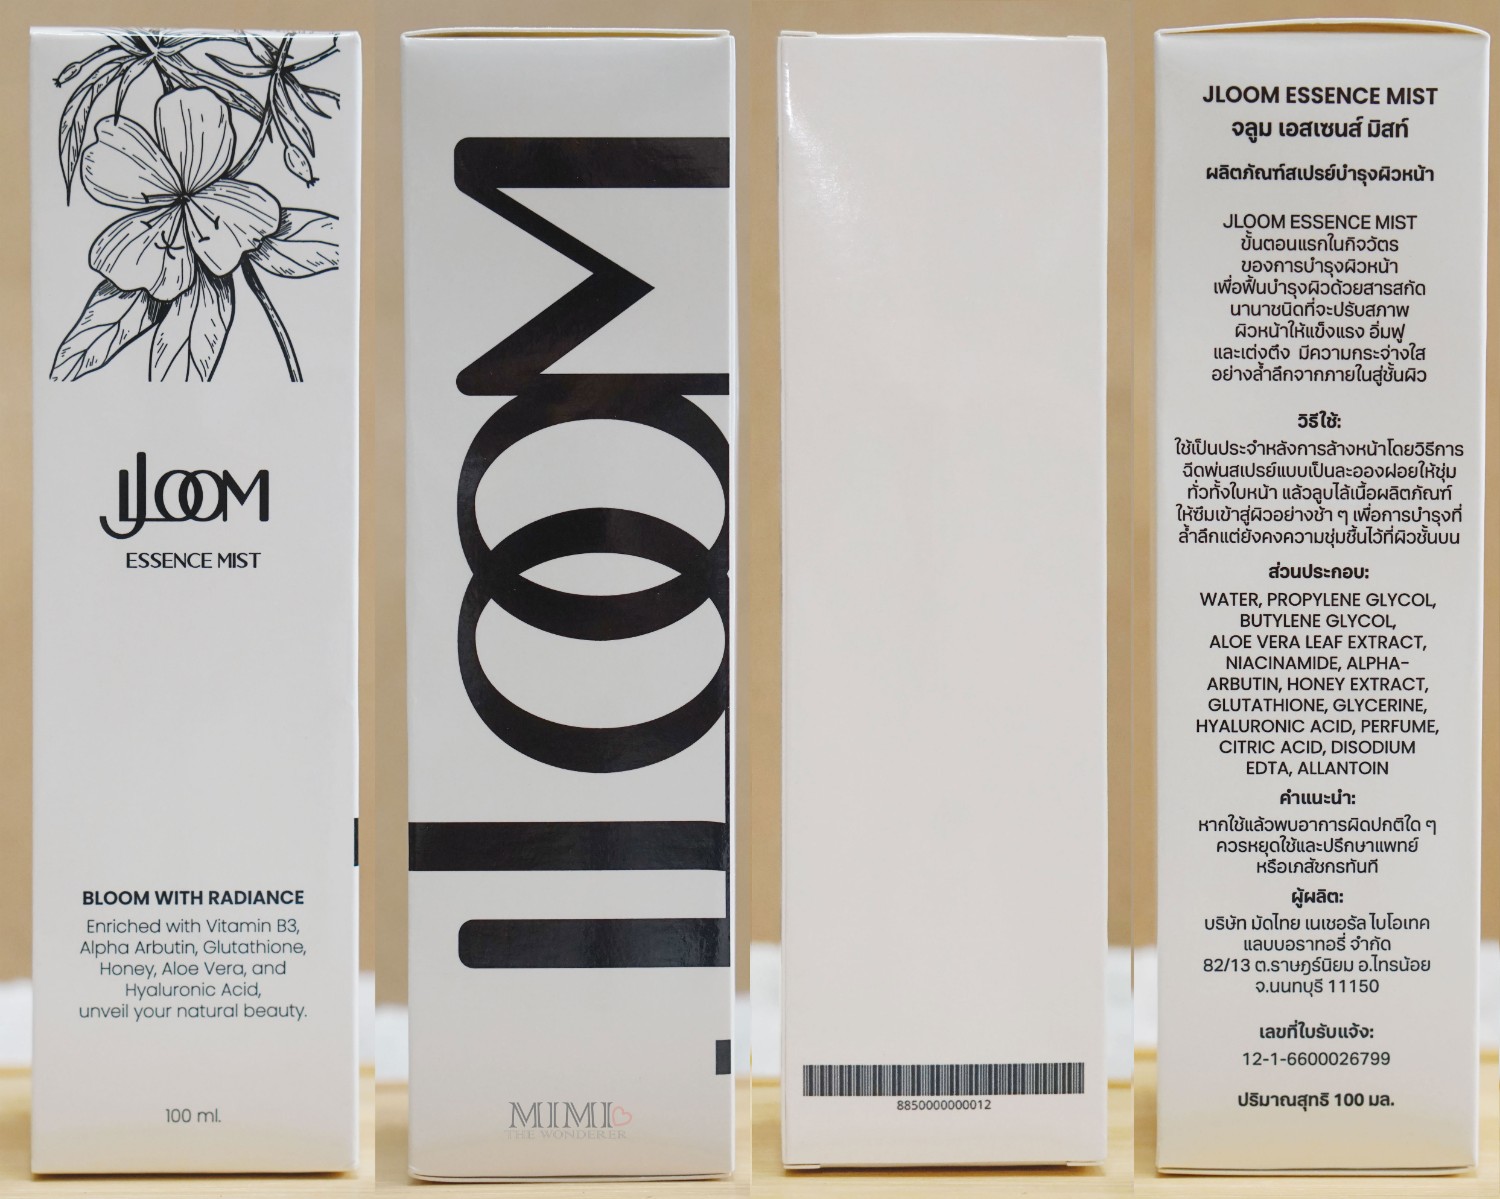 JLOOM
ESSENCE MIST
BLOOM WITH RADIANCE
Enriched with Vitamin B3,
Alpha Arbutin, Glutathione,
Honey, Aloe Vera, and
Hyaluronic Acid,
unveil your natural beauty.
100 ml.
JLOOM
MIMI
THE WONDERER
8850000000012
JLOOM ESSENCE MIST
จลูม เอสเซนส์ มิสท์
ผลิตภัณฑ์สเปรย์บำรุงผิวหน้า
JLOOM ESSENCE MIST
ขั้นตอนแรกในกิจวัตร
ของการบำรุงผิวหน้า
เพื่อฟื้นบำรุงผิวด้วยสารสกัด
นานาชนิดที่จะปรับสภาพ
ผิวหน้าให้แข็งแรง อิ่มฟู
และเต่งตึง มีความกระจ่างใส
อย่างล้ำลึกจากภายในสู่ชั้นผิว
วิธีใช้:
ใช้เป็นประจำหลังการล้างหน้าโดยวิธีการ
ฉีดพ่นสเปรย์แบบเป็นละอองฝอยให้ชุ่ม
ทั่วทั้งใบหน้า แล้วลูบไล้เนื้อผลิตภัณฑ์
ให้ซึมเข้าสู่ผิวอย่างช้า ๆ เพื่อการบำรุงที่
ล้ำลึกแต่ยังคงความชุ่มชื้นไว้ที่ผิวชั้นบน
ส่วนประกอบ:
WATER, PROPYLENE GLYCOL,
BUTYLENE GLYCOL,
ALOE VERA LEAF EXTRACT,
NIACINAMIDE, ALPHA-
ARBUTIN, HONEY EXTRACT,
GLUTATHIONE, GLYCERINE,
HYALURONIC ACID, PERFUME,
CITRIC ACID, DISODIUM
EDTA, ALLANTOIN
คำแนะนำ:
หากใช้แล้วพบอาการผิดปกติใด ๆ
ควรหยุดใช้และปรึกษาแพทย์
หรือเภสัชกรทันที
ผู้ผลิต:
บริษัท มัดไทย เนเชอรัล ไบโอเทค
แลบบอราทอรี่ จำกัด
82/13 ต.ราษฎร์นิยม อ.ไทรน้อย
จ.นนทบุรี 11150
เลขที่ใบรับแจ้ง:
12-1-6600026799
ปริมาณสุทธิ 100 มล.